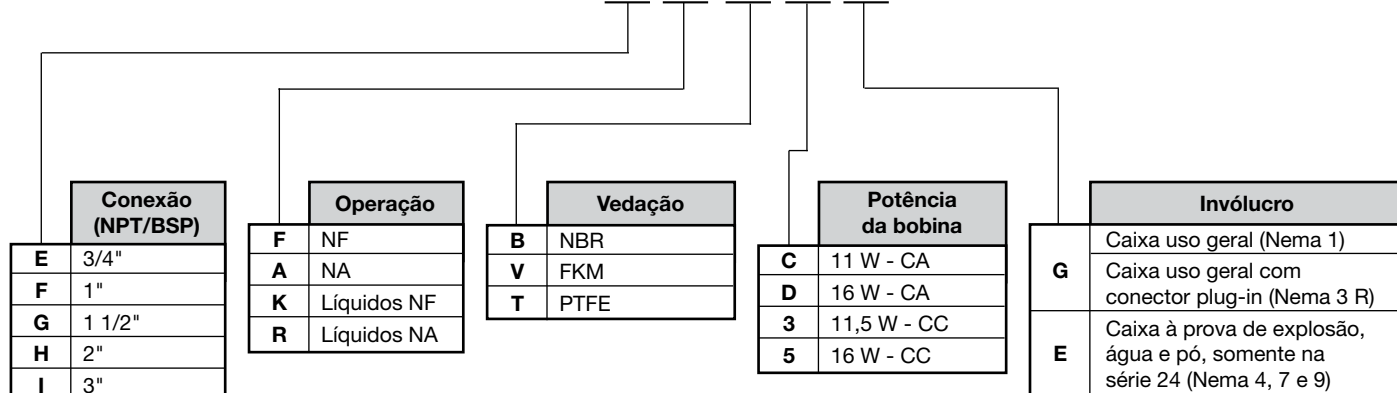 Conexão
(NPT/BSP)
E 3/4"
F 1"
G 1 1/2"
H 2"
I 3"
Operação
F NF
A NA
K Líquidos NF
R Líquidos NA
Vedação
B NBR
V FKM
T PTFE
Potência
da bobina
C 11 W - CA
D 16 W - CA
3 11,5 W - CC
5 16 W - CC
Invólucro
G
Caixa uso geral (Nema 1)
Caixa uso geral com
conector plug-in (Nema 3 R)
E
Caixa à prova de explosão,
água e pó, somente na
série 24 (Nema 4, 7 e 9)